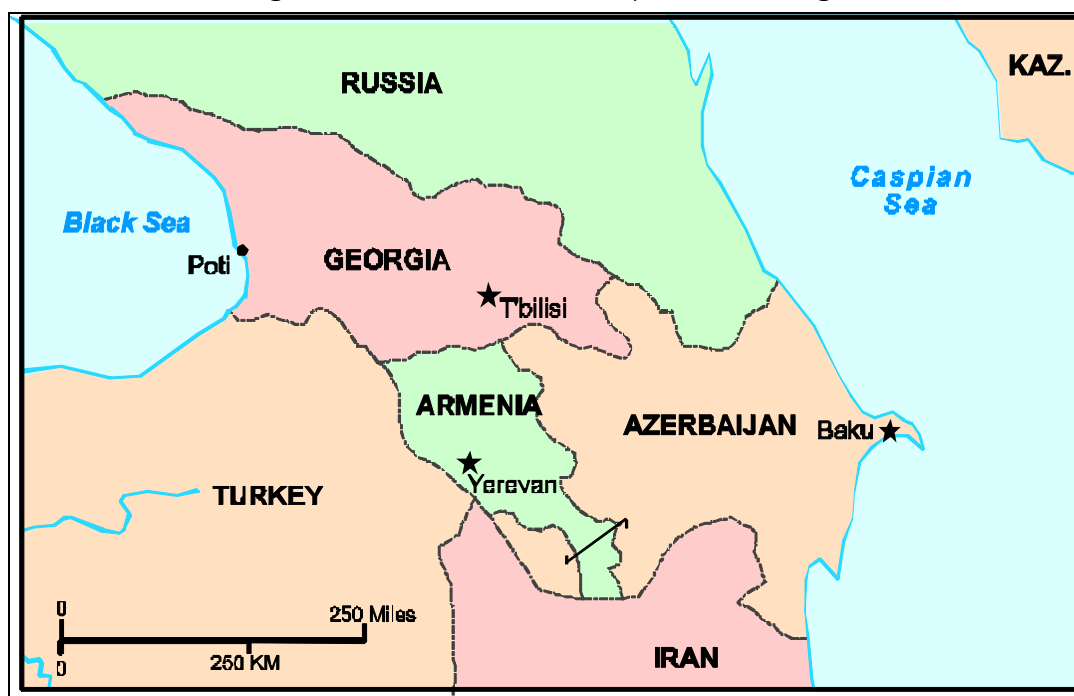 RUSSIA
KAZ.
Caspian
Sea
Black Sea
Poti
GEORGIA
T'bilisi
ARMENIA
AZERBAIJAN
Baku
Yerevan
TURKEY
0
250 Miles
0
250 KM
IRAN